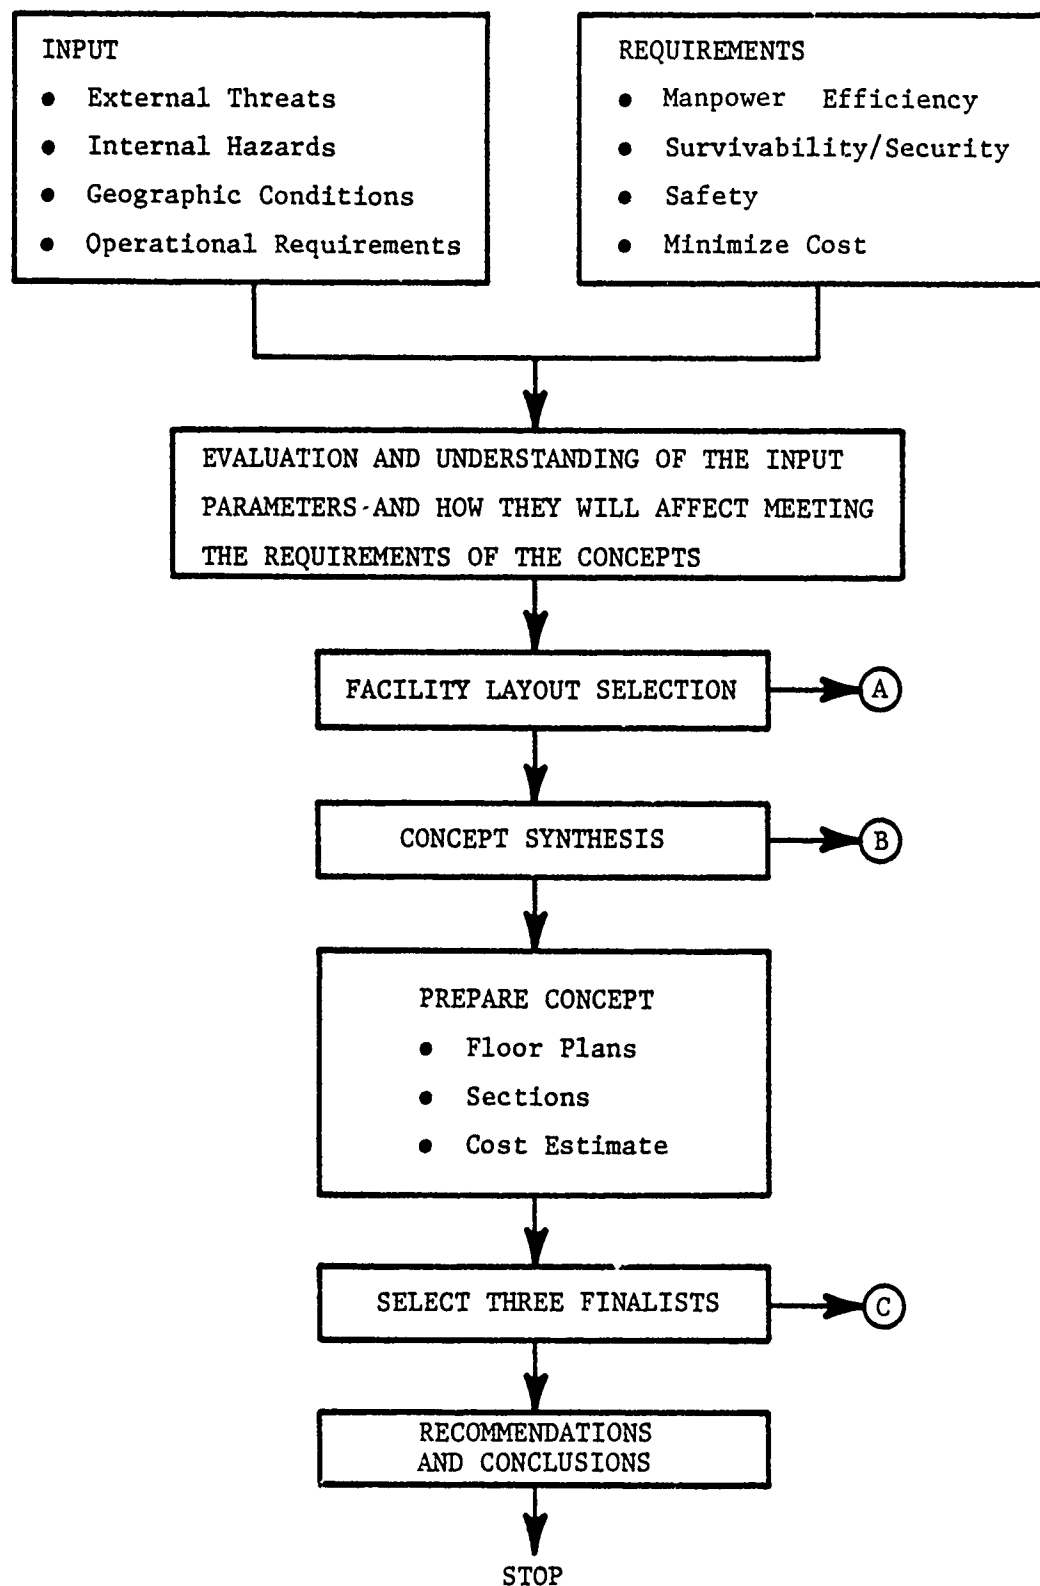 INPUT
• External Threats
• Internal Hazards
• Geographic Conditions
• Operational Requirements
REQUIREMENTS
• Manpower Efficiency
• Survivability/Security
• Safety
• Minimize Cost
EVALUATION AND UNDERSTANDING OF THE INPUT
PARAMETERS-AND HOW THEY WILL AFFECT MEETING
THE REQUIREMENTS OF THE CONCEPTS
FACILITY LAYOUT SELECTION
A
CONCEPT SYNTHESIS
B
PREPARE CONCEPT
• Floor Plans
• Sections
• Cost Estimate
SELECT THREE FINALISTS
C
RECOMMENDATIONS
AND CONCLUSIONS
STOP